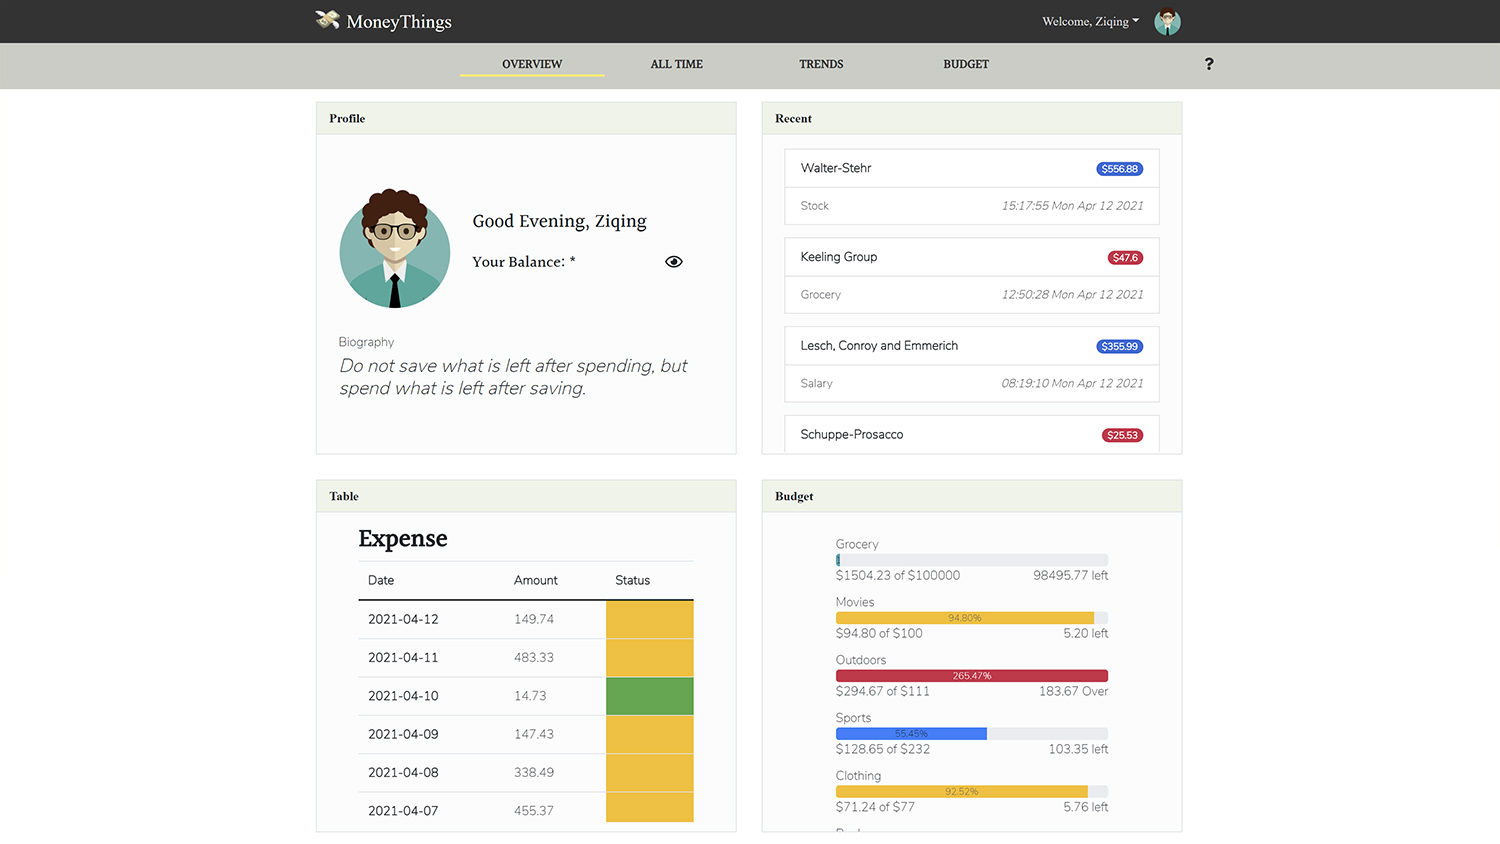 MoneyThings
Welcome, Ziqing
OVERVIEW ALL TIME TRENDS BUDGET ?
Profile
Good Evening, Ziqing
Your Balance: *
Biography
Do not save what is left after spending, but
spend what is left after saving.
Recent
Walter-Stehr $556.88
Stock 15:17:55 Mon Apr 12 2021
Keeling Group $47.6
Grocery 12:50:28 Mon Apr 12 2021
Lesch, Conroy and Emmerich $355.99
Salary 08:19:10 Mon Apr 12 2021
Schuppe-Prosacco $25.53
Table
Expense
Date Amount Status
2021-04-12 149.74
2021-04-11 483.33
2021-04-10 14.73
2021-04-09 147.43
2021-04-08 338.49
2021-04-07 455.37
Budget
Grocery
$1504.23 of $100000 98495.77 left
Movies
94.80%
$94.80 of $100 5.20 left
Outdoors
265.47%
$294.67 of $111 183.67 Over
Sports
55.45%
$128.65 of $232 103.35 left
Clothing
92.52%
$71.24 of $77 5.76 left